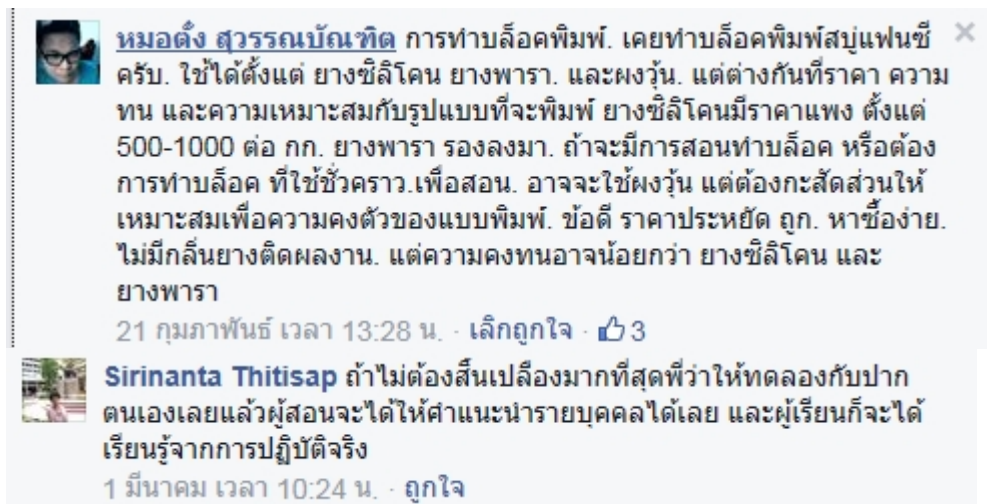 หมอตั๋ง สุวรรณบัณฑิต การทำบล็อคพิมพ์. เคยทำบล็อคพิมพ์สบู่แฟนซี
ครับ. ใช้ได้ตั้งแต่ ยางซิลิโคน ยางพารา. และผงวุ้น. แต่ต่างกันที่ราคา ความ
ทน และความเหมาะสมกับรูปแบบที่จะพิมพ์ ยางซิลิโคนมีราคาแพง ตั้งแต่
500-1000 ต่อ กก. ยางพารา รองลงมา. ถ้าจะมีการสอนทำบล็อค หรือต้อง
การทำบล็อค ที่ใช้ชั่วคราว.เพื่อสอน. อาจจะใช้ผงวุ้น แต่ต้องกะสัดส่วนให้
เหมาะสมเพื่อความคงตัวของแบบพิมพ์. ข้อดี ราคาประหยัด ถูก. หาซื้อง่าย.
ไม่มีกลิ่นยางติดผลงาน. แต่ความคงทนอาจน้อยกว่า ยางซิลิโคน และ
ยางพารา
21 กุมภาพันธ์ เวลา 13:28 น. · เลิกถูกใจ · 3
Sirinanta Thitisap ถ้าไม่ต้องสิ้นเปลืองมากที่สุดพี่ว่าให้ทดลองกับปาก
ตนเองเลยแล้วผู้สอนจะได้ให้คำแนะนำรายบุคคลได้เลย และผู้เรียนก็จะได้
เรียนรู้จากการปฏิบัติจริง
1 มีนาคม เวลา 10:24 น. · ถูกใจ